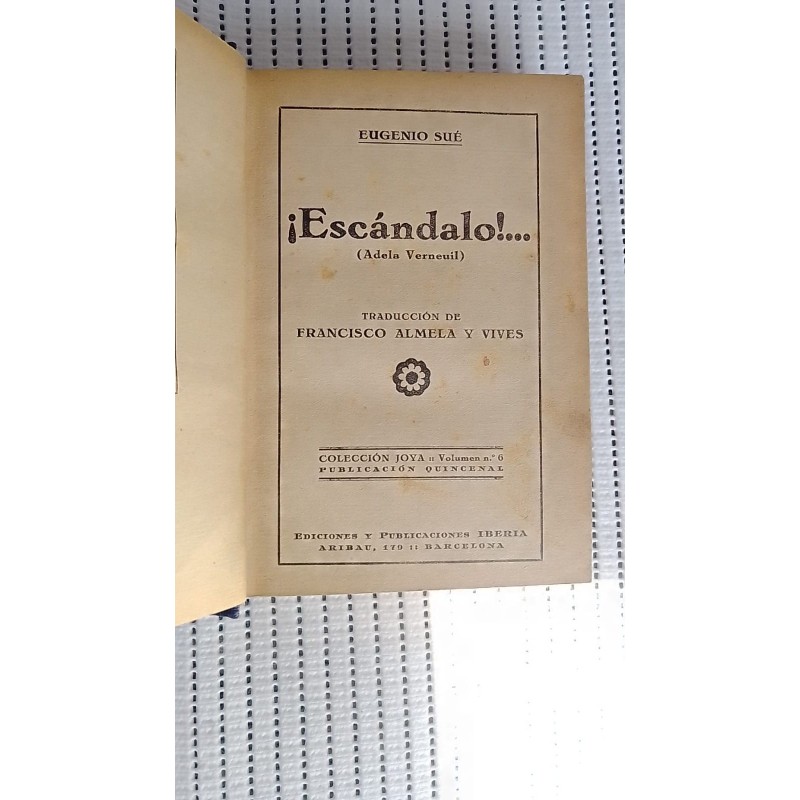 EUGENIO SUÉ
¡Escándalo!...
(Adela Verneuil)
TRADUCCIÓN DE
FRANCISCO ALMELA Y VIVES
COLECCIÓN JOYA :: Volumen n.º 6
PUBLICACIÓN QUINCENAL
EDICIONES Y PUBLICACIONES IBERIA
ARIBAU, 179 :: BARCELONA